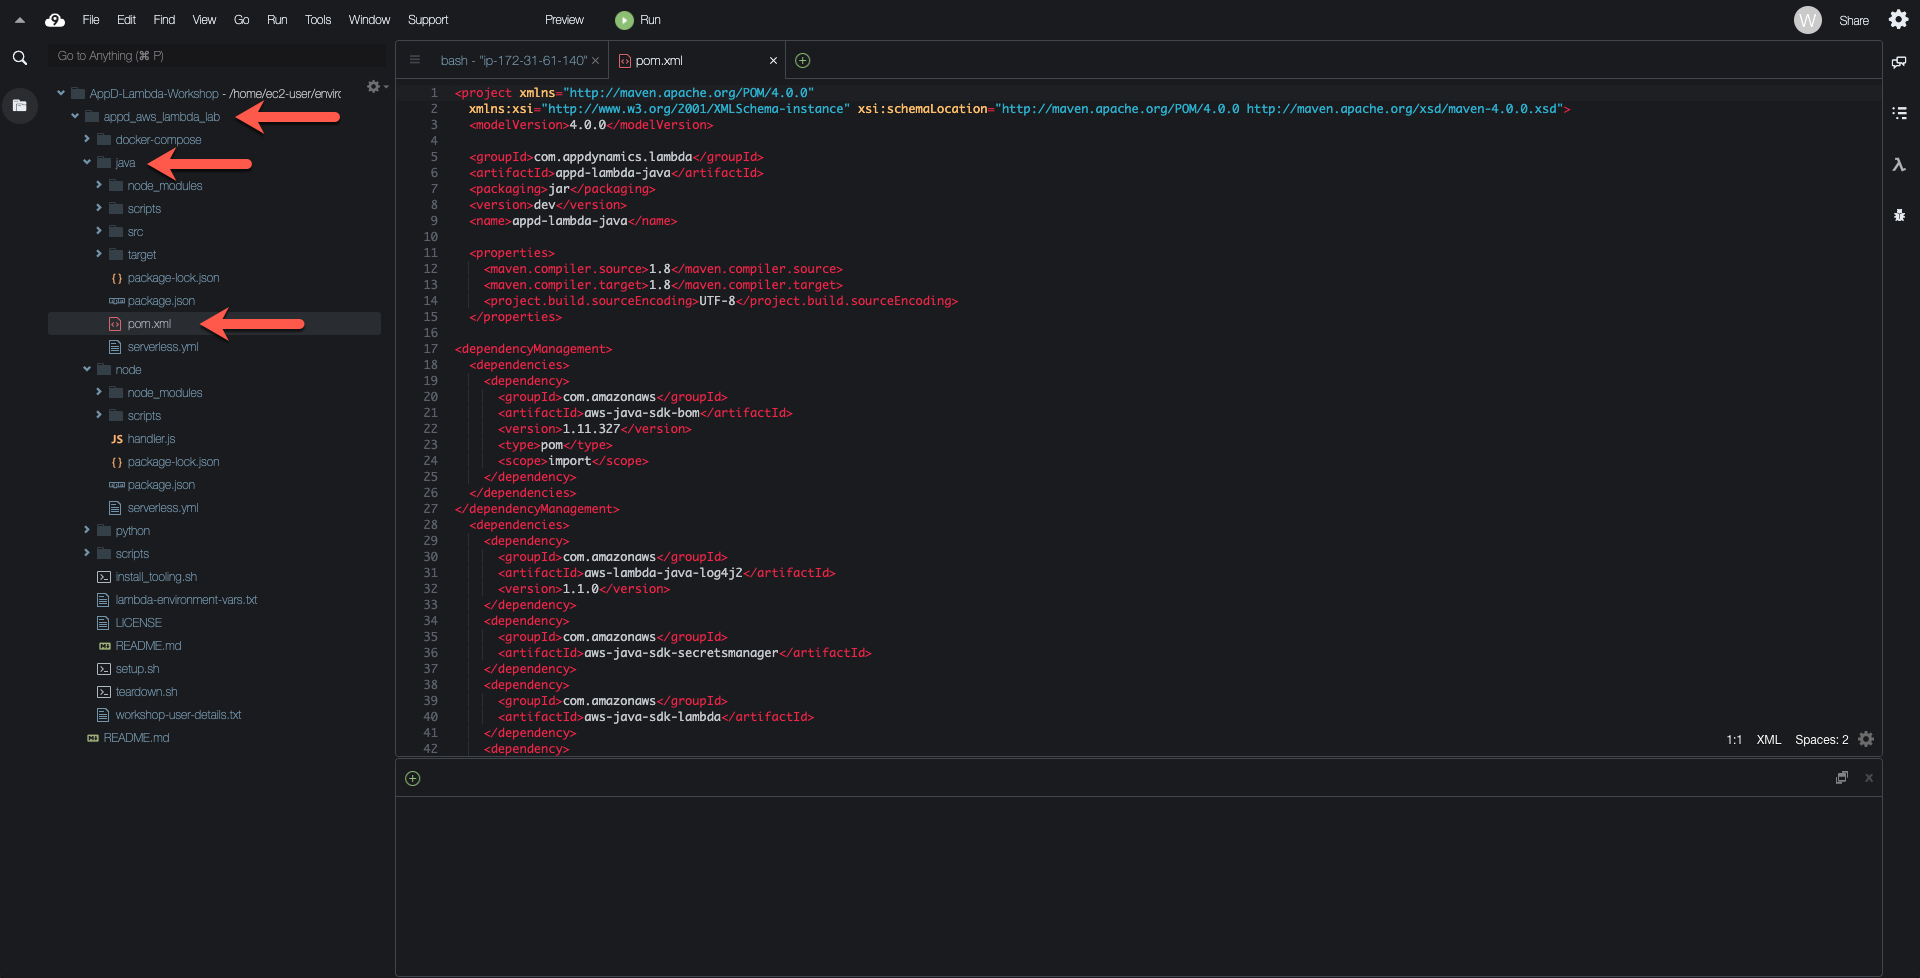 File Edit Find View Go Run Tools Window Support Preview Run W Share
Go to Anything (⌘ P)
bash - "ip-172-31-61-140" ×
pom.xml ×
AppD-Lambda-Workshop - /home/ec2-user/envir
appd_aws_lambda_lab
docker-compose
java
node_modules
scripts
src
target
package-lock.json
package.json
pom.xml
serverless.yml
node
node_modules
scripts
JS handler.js
package-lock.json
package.json
serverless.yml
python
scripts
install_tooling.sh
lambda-environment-vars.txt
LICENSE
README.md
setup.sh
teardown.sh
workshop-user-details.txt
README.md
1 <project xmlns="http://maven.apache.org/POM/4.0.0"
2 xmlns:xsi="http://www.w3.org/2001/XMLSchema-instance" xsi:schemaLocation="http://maven.apache.org/POM/4.0.0 http://maven.apache.org/xsd/maven-4.0.0.xsd">
3 <modelVersion>4.0.0</modelVersion>
4
5 <groupId>com.appdynamics.lambda</groupId>
6 <artifactId>appd-lambda-java</artifactId>
7 <packaging>jar</packaging>
8 <version>dev</version>
9 <name>appd-lambda-java</name>
10
11 <properties>
12 <maven.compiler.source>1.8</maven.compiler.source>
13 <maven.compiler.target>1.8</maven.compiler.target>
14 <project.build.sourceEncoding>UTF-8</project.build.sourceEncoding>
15 </properties>
16
17 <dependencyManagement>
18 <dependencies>
19 <dependency>
20 <groupId>com.amazonaws</groupId>
21 <artifactId>aws-java-sdk-bom</artifactId>
22 <version>1.11.327</version>
23 <type>pom</type>
24 <scope>import</scope>
25 </dependency>
26 </dependencies>
27 </dependencyManagement>
28 <dependencies>
29 <dependency>
30 <groupId>com.amazonaws</groupId>
31 <artifactId>aws-lambda-java-log4j2</artifactId>
32 <version>1.1.0</version>
33 </dependency>
34 <dependency>
35 <groupId>com.amazonaws</groupId>
36 <artifactId>aws-java-sdk-secretsmanager</artifactId>
37 </dependency>
38 <dependency>
39 <groupId>com.amazonaws</groupId>
40 <artifactId>aws-java-sdk-lambda</artifactId>
41 </dependency>
42 <dependency>
1:1 XML Spaces: 2